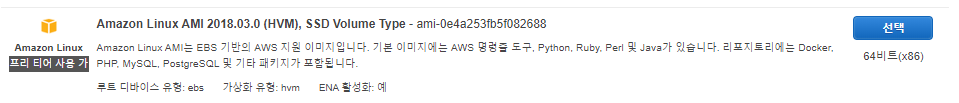 Amazon Linux AMI 2018.03.0 (HVM), SSD Volume Type - ami-0e4a253fb5f082688
선택
Amazon Linux
프리 티어 사용 가
Amazon Linux AMI는 EBS 기반의 AWS 지원 이미지입니다. 기본 이미지에는 AWS 명령줄 도구, Python, Ruby, Perl 및 Java가 있습니다. 리포지토리에는 Docker,
PHP, MySQL, PostgreSQL 및 기타 패키지가 포함됩니다.
64비트(x86)
루트 디바이스 유형: ebs 가상화 유형: hvm ENA 활성화: 예